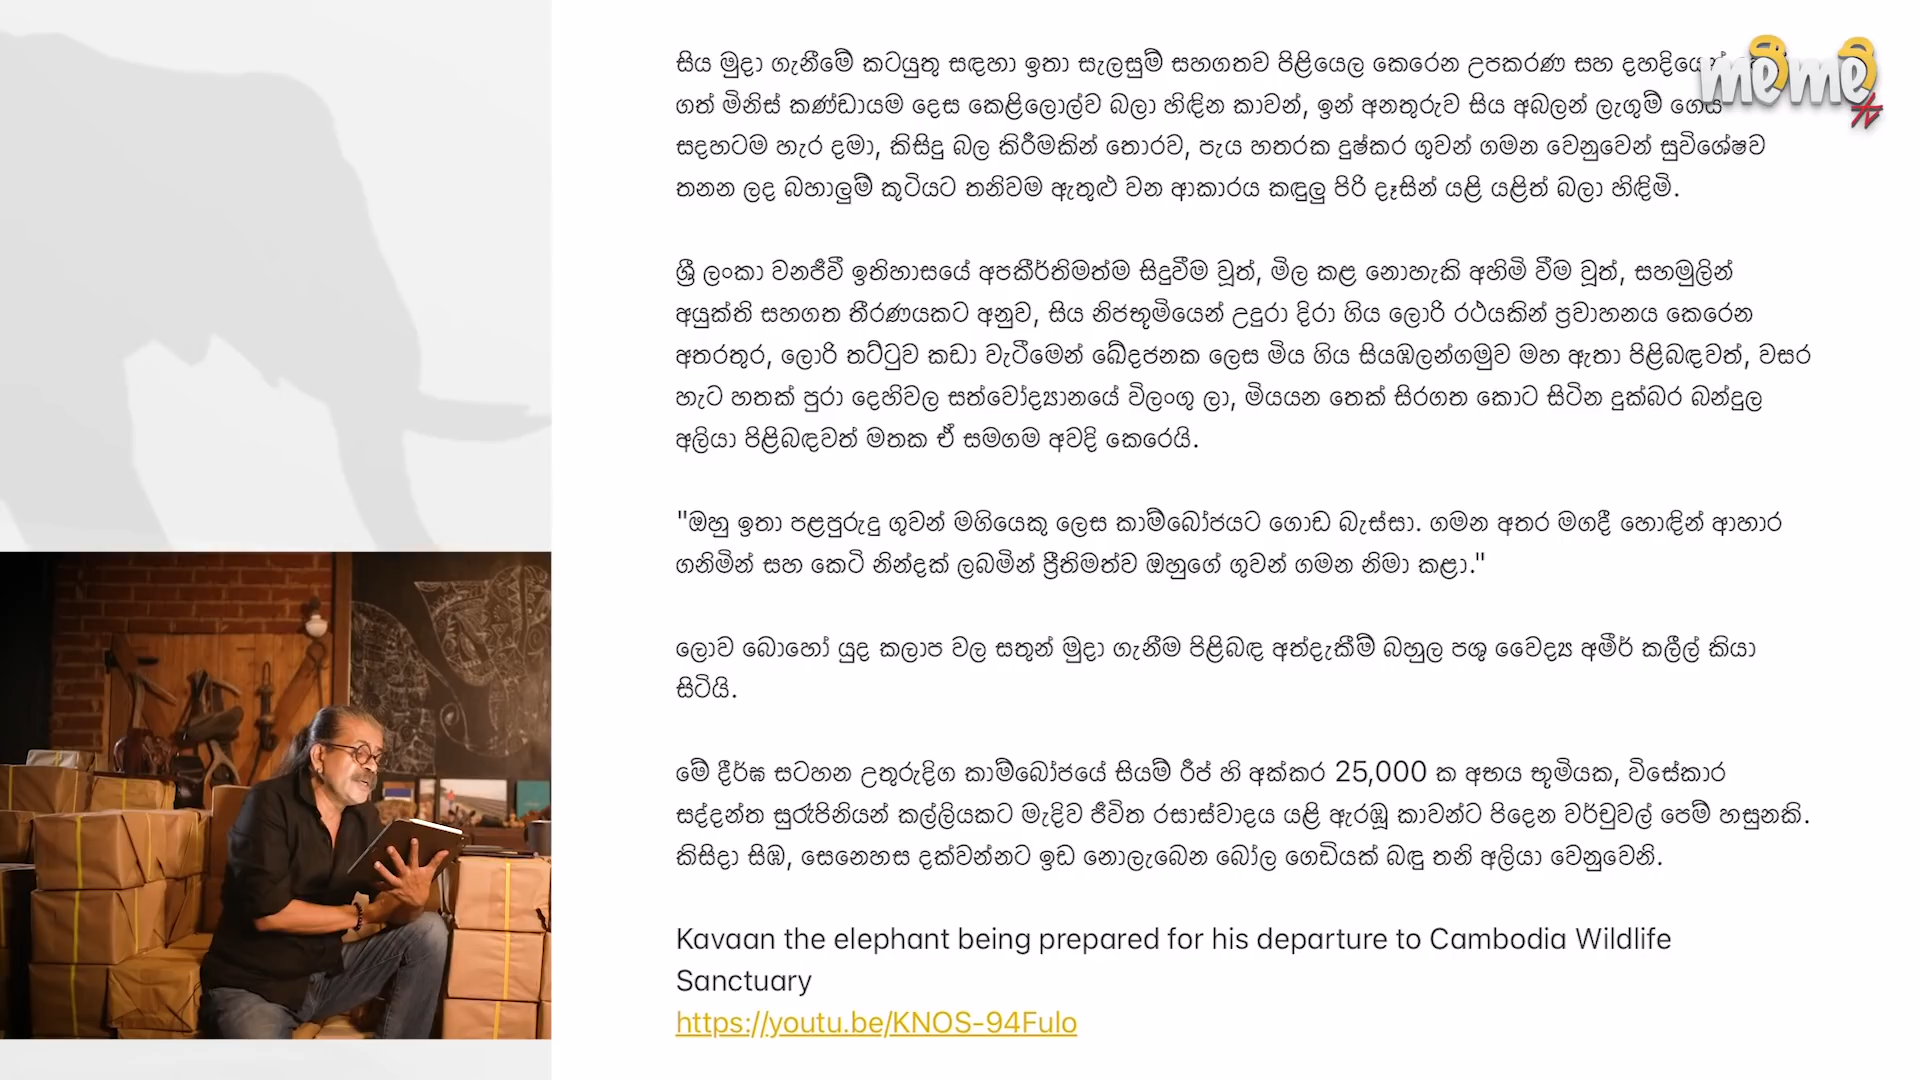 සිය මුදා ගැනීමේ කටයුතු සඳහා ඉතා සැලසුම් සහගතව පිළියෙල කෙරෙන උපකරණ සහ
ගත් මිනිස් කණ්ඩායම දෙස කෙළිලොල්ව බලා හිඳින කාවන්, ඉන් අනතුරුව සිය අබලන් ලැගුම් ගෙය
සදහටම හැර දමා, කිසිදු බල කිරීමකින් තොරව, පැය හතරක දුෂ්කර ගුවන් ගමන වෙනුවෙන් සුවිශේෂව
තනන ලද බහාලුම් කුටියට තනිවම ඇතුළු වන ආකාරය කඳුලු පිරි දෑසින් යළි යළිත් බලා හිඳිමි.
ශ්‍රී ලංකා වනජීවී ඉතිහාසයේ අපකීර්තිමත්ම සිදුවීම වූත්, මිල කළ නොහැකි අහිමි වීම වූත්, සහමුලින්
අයුක්ති සහගත තීරණයකට අනුව, සිය නිජභූමියෙන් උදුරා දිරා ගිය ලොරි රථයකින් ප්‍රවාහනය කෙරෙන
අතරතුර, ලොරි තට්ටුව කඩා වැටීමෙන් ඛේදජනක ලෙස මිය ගිය සියඹලන්ගමුව මහ ඇතා පිළිබඳවත්, වසර
හැට හතක් පුරා දෙහිවල සත්වෝද්‍යානයේ විලංගු ලා, මියයන තෙක් සිරගත කොට සිටින දුක්බර බන්දුල
අලියා පිළිබඳවත් මතක ඒ සමගම අවදි කෙරෙයි.
"ඔහු ඉතා පළපුරුදු ගුවන් මගියෙකු ලෙස කාම්බෝජයට ගොඩ බැස්සා. ගමන අතර මගදී හොඳින් ආහාර
ගනිමින් සහ කෙටි නින්දක් ලබමින් ප්‍රීතිමත්ව ඔහුගේ ගුවන් ගමන නිමා කළා."
ලොව බොහෝ යුද කලාප වල සතුන් මුදා ගැනීම පිළිබඳ අත්දැකීම් බහුල පශු වෛද්‍ය අමීර් කලීල් කියා
සිටියි.
මේ දීර්ඝ සටහන උතුරුදිග කාම්බෝජයේ සියම් රීප් හි අක්කර 25,000 ක අභය භූමියක, විසේකාර
සද්දන්ත සුරූපිනියන් කල්ලියකට මැදිව ජීවිත රසාස්වාදය යළි ඇරඹූ කාවන්ට පිදෙන වර්චුවල් පෙම් හසුනකි.
කිසිදා සිඹ, සෙනෙහස දක්වන්නට ඉඩ නොලැබෙන බෝල ගෙඩියක් බඳු තනි අලියා වෙනුවෙනි.
Kavaan the elephant being prepared for his departure to Cambodia Wildlife
Sanctuary
https://youtu.be/KNOS-94Fulo